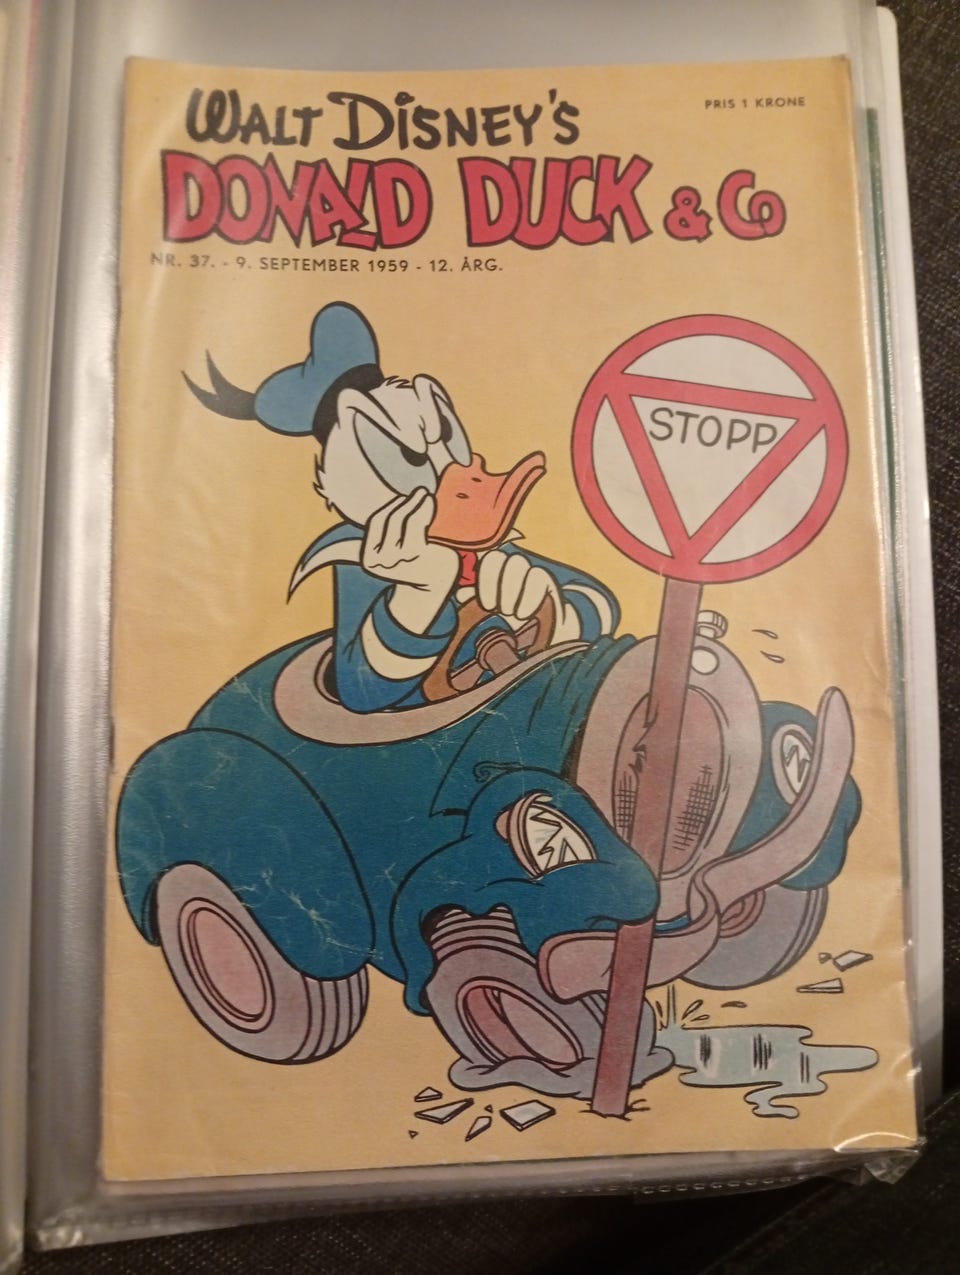 WALT DISNEY'S
PRIS 1 KRONE
DONALD DUCK & CO
NR. 37. - 9. SEPTEMBER 1959 - 12. ÅRG.
STOPP